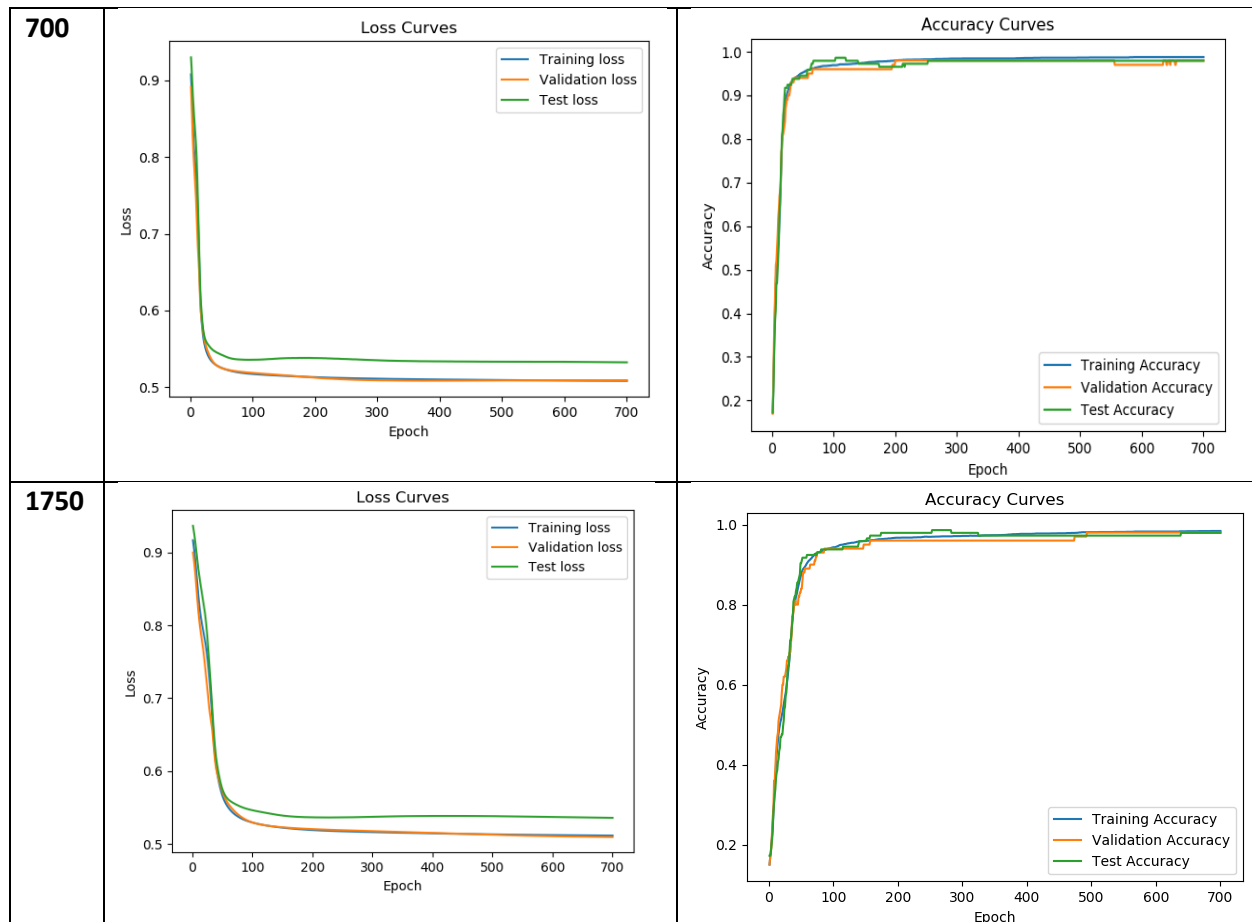 700
Loss Curves
Training loss
Validation loss
Test loss
0.9
0.8
0.7
0.6
0.5
Loss
0 100 200 300 400 500 600 700
Epoch
Accuracy Curves
1.0
0.9
0.8
0.7
0.6
0.5
0.4
0.3
0.2
Accuracy
Training Accuracy
Validation Accuracy
Test Accuracy
0 100 200 300 400 500 600 700
Epoch
1750
Loss Curves
Training loss
Validation loss
Test loss
0.9
0.8
0.7
0.6
0.5
Loss
0 100 200 300 400 500 600 700
Epoch
Accuracy Curves
1.0
0.8
0.6
0.4
0.2
Accuracy
Training Accuracy
Validation Accuracy
Test Accuracy
0 100 200 300 400 500 600 700
Epoch